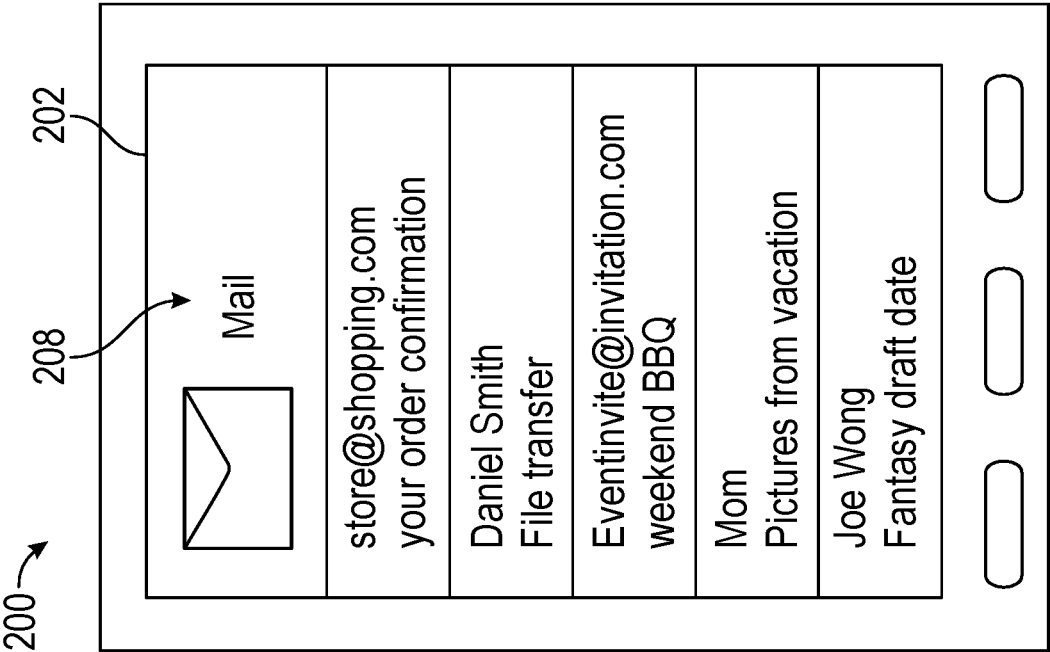 200
202
208
Mail
store@shopping.com
your order confirmation
Daniel Smith
File transfer
Eventinvite@invitation.com
weekend BBQ
Mom
Pictures from vacation
Joe Wong
Fantasy draft date